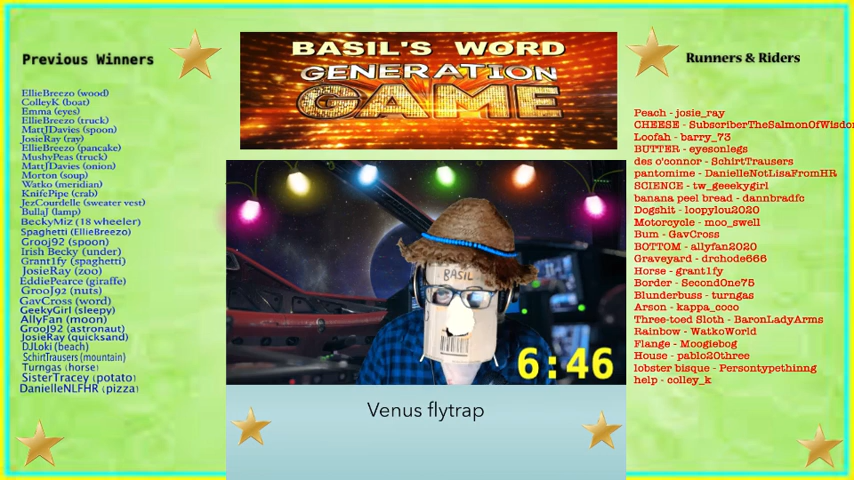 Previous Winners
EllieBreezo (wood)
ColleyK (boat)
Emma (eyes)
EllieBreezo (truck)
MattJDavies (spoon)
JosieRay (ray)
EllieBreezo (pancake)
MushyPeas (truck)
MattJDavies (onion)
Morton (soup)
Watko (meridian)
KnifePipe (crab)
JezCourdelle (sweater vest)
BullaJ (lamp)
BeckyMiz (18 wheeler)
Spaghetti (EllieBreezo)
Grooj92 (spoon)
Irish Becky (under)
Grant1fy (spaghetti)
JosieRay (zoo)
EddiePearce (giraffe)
GrooJ92 (nuts)
GavCross (word)
GeekyGirl (sleepy)
AllyFan (moon)
GrooJ92 (astronaut)
JosieRay (quicksand)
DJLoki (beach)
SchirtTrausers (mountain)
Turngas (horse)
SisterTracey (potato)
DanielleNLFHR (pizza)
BASIL'S WORD
GENERATION
GAME
BASIL
6:46
Venus flytrap
Runners & Riders
Peach - josie_ray
CHEESE - SubscriberTheSalmonOfWisdo
Loofah - barry_73
BUTTER - eyesonlegs
des o'connor - SchirtTrausers
pantomime - DanielleNotLisaFromHR
SCIENCE - tw_geeekygirl
banana peel bread - dannbradfc
Dogshit - loopylou2020
Motorcycle - moo_swell
Bum - GavCross
BOTTOM - allyfan2020
Graveyard - drchode666
Horse - grant1fy
Border - SecondOne75
Blunderbuss - turngas
Arson - kappa_coco
Three-toed Sloth - BaronLadyArms
Rainbow - WatkoWorld
Flange - Moogiebog
House - pablo20three
lobster bisque - Persontypethinng
help - colley_k